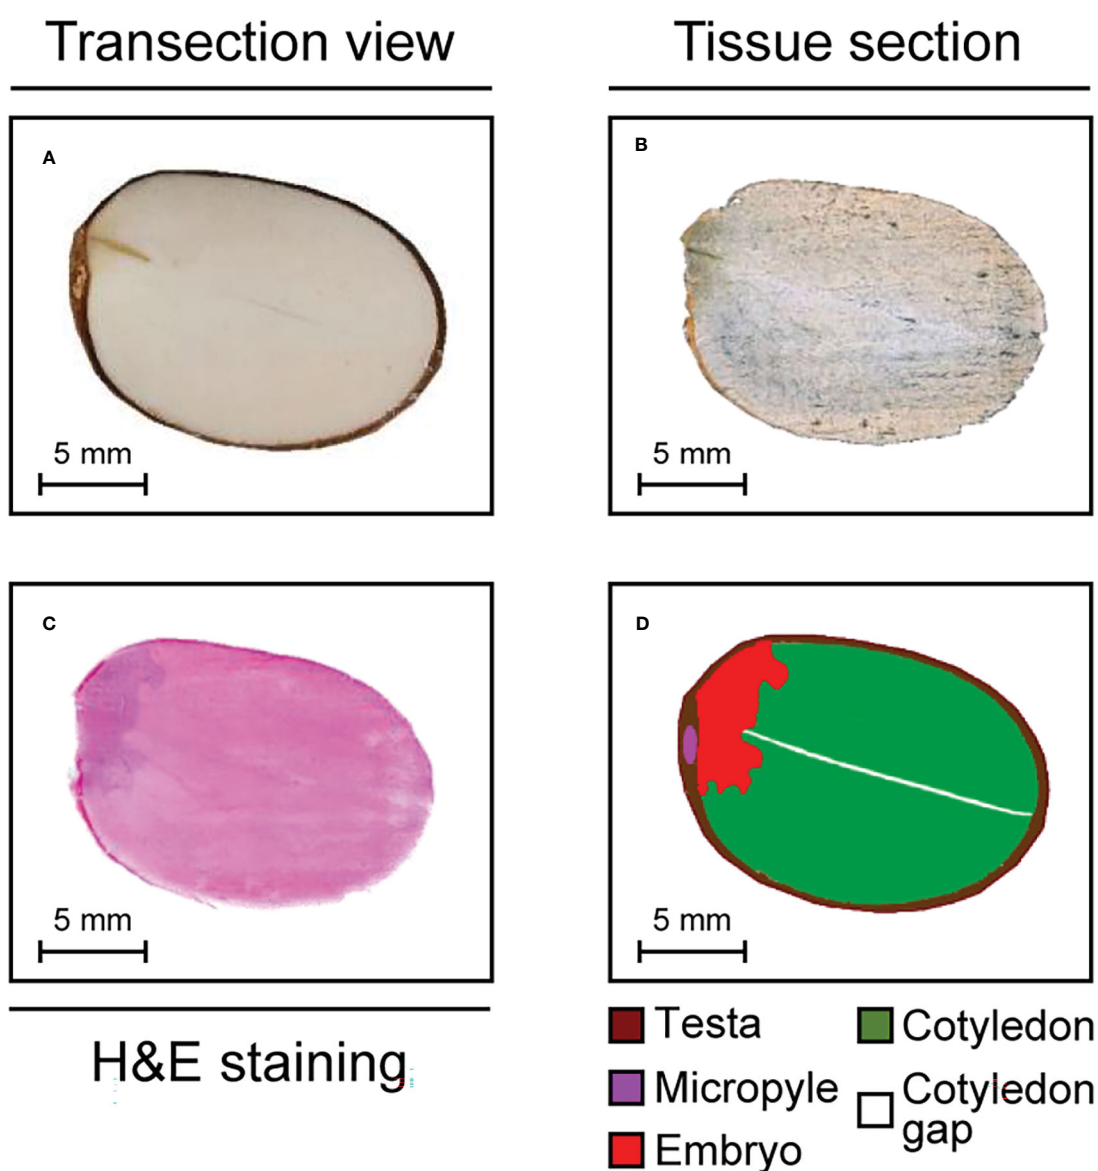 Transection view
Tissue section
A
B
5 mm
5 mm
C
D
5 mm
5 mm
H&E staining
Testa
Micropyle
Embryo
Cotyledon
Cotyledon
gap